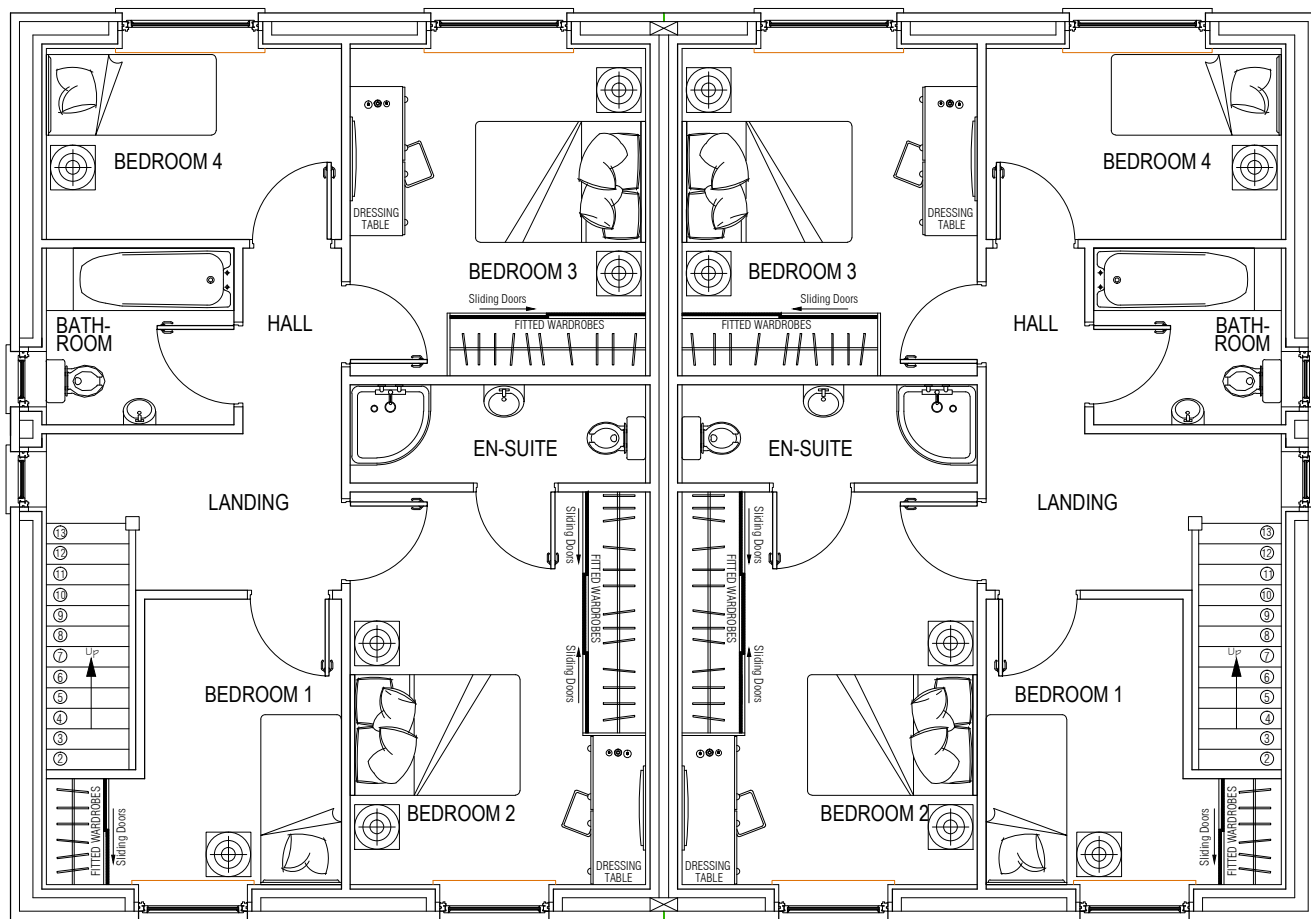 BEDROOM 4
DRESSING
TABLE
BEDROOM 3
Sliding Doors
FITTED WARDROBES
BATH-
ROOM
HALL
EN-SUITE
LANDING
13
12
11
10
9
8
7
6
5
4
3
2
Up
BEDROOM 1
FITTED WARDROBES
Sliding Doors
Sliding Doors
FITTED WARDROBES
Sliding Doors
BEDROOM 2
DRESSING
TABLE
BEDROOM 3
Sliding Doors
FITTED WARDROBES
DRESSING
TABLE
BEDROOM 4
HALL
BATH-
ROOM
EN-SUITE
LANDING
Sliding Doors
FITTED WARDROBES
Sliding Doors
BEDROOM 2
DRESSING
TABLE
BEDROOM 1
13
12
11
10
9
8
7
6
5
4
3
2
Up
Sliding Doors
FITTED WARDROBES